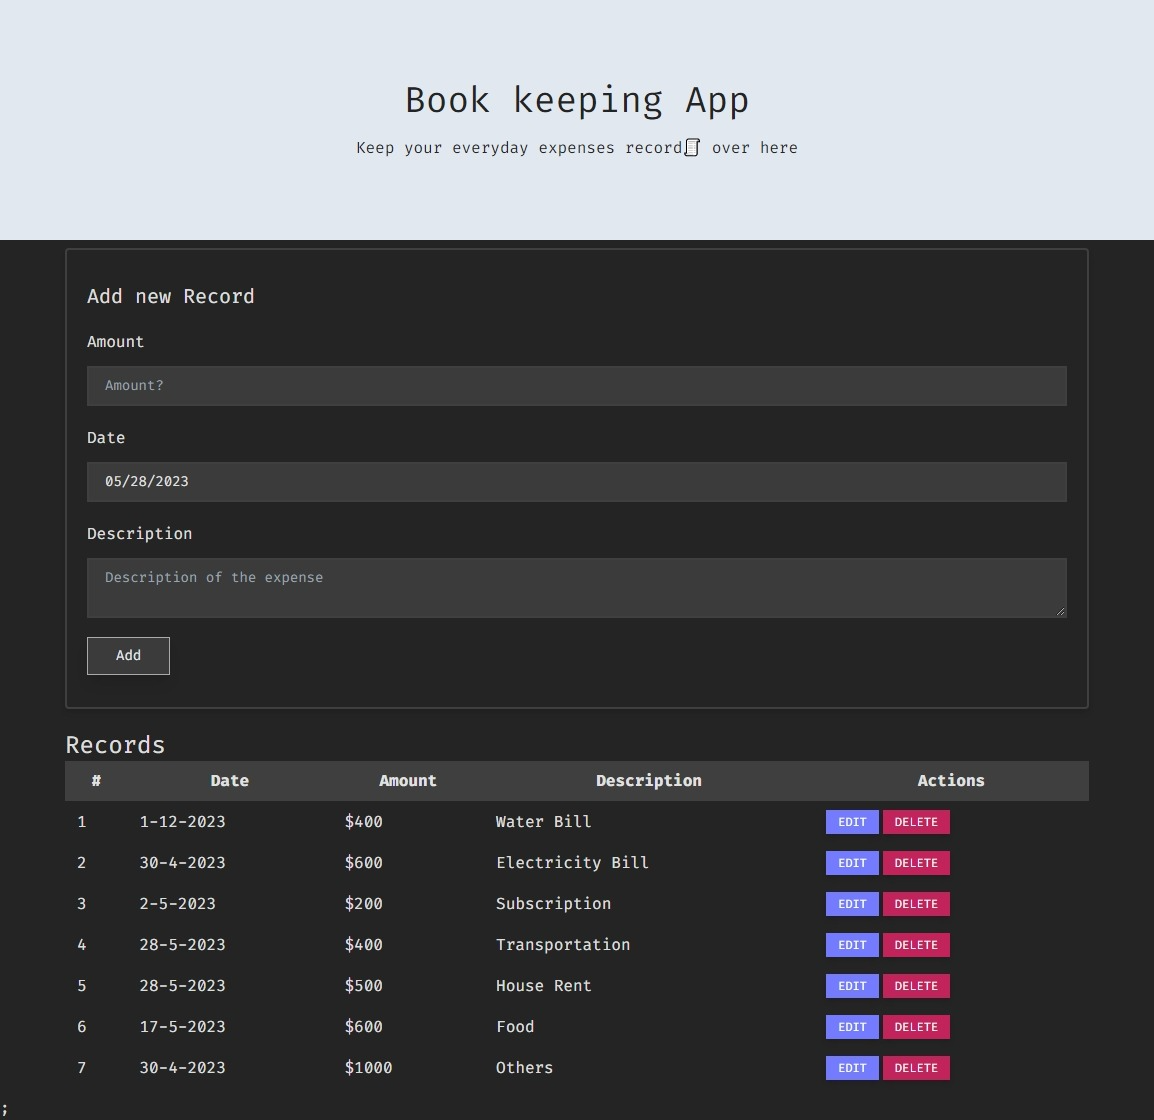 Book keeping App
Keep your everyday expenses record🧾 over here
Add new Record
Amount
Amount?
Date
05/28/2023
Description
Description of the expense
Add
Records
# Date Amount Description Actions
1 1-12-2023 $400 Water Bill EDIT DELETE
2 30-4-2023 $600 Electricity Bill EDIT DELETE
3 2-5-2023 $200 Subscription EDIT DELETE
4 28-5-2023 $400 Transportation EDIT DELETE
5 28-5-2023 $500 House Rent EDIT DELETE
6 17-5-2023 $600 Food EDIT DELETE
7 30-4-2023 $1000 Others EDIT DELETE
;